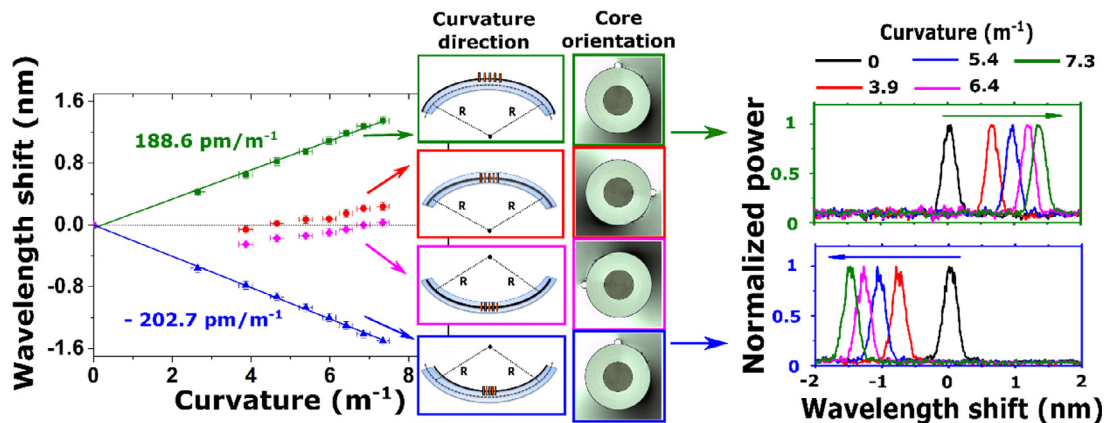 Curvature
direction
Core
orientation
Curvature (m⁻¹)
0
5.4
7.3
3.9
6.4
Wavelength shift (nm)
1.6
0.8
0.0
-0.8
-1.6
188.6 pm/m⁻¹
- 202.7 pm/m⁻¹
0
2
4
6
8
Curvature (m⁻¹)
R R
R R
R R
R R
Normalized power
1
0.5
0
1
0.5
0
-2
-1
0
1
2
Wavelength shift (nm)